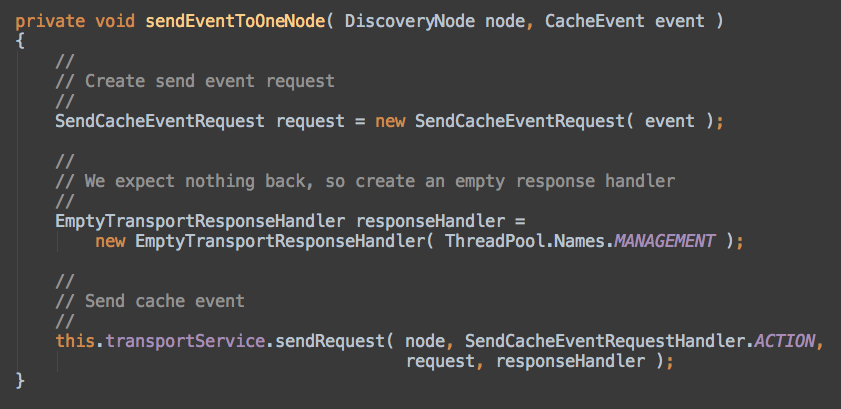 private void sendEventToOneNode( DiscoveryNode node, CacheEvent event )
{
    //
    // Create send event request
    //
    SendCacheEventRequest request = new SendCacheEventRequest( event );

    //
    // We expect nothing back, so create an empty response handler
    //
    EmptyTransportResponseHandler responseHandler =
        new EmptyTransportResponseHandler( ThreadPool.Names.MANAGEMENT );

    //
    // Send cache event
    //
    this.transportService.sendRequest( node, SendCacheEventRequestHandler.ACTION,
                                       request, responseHandler );
}